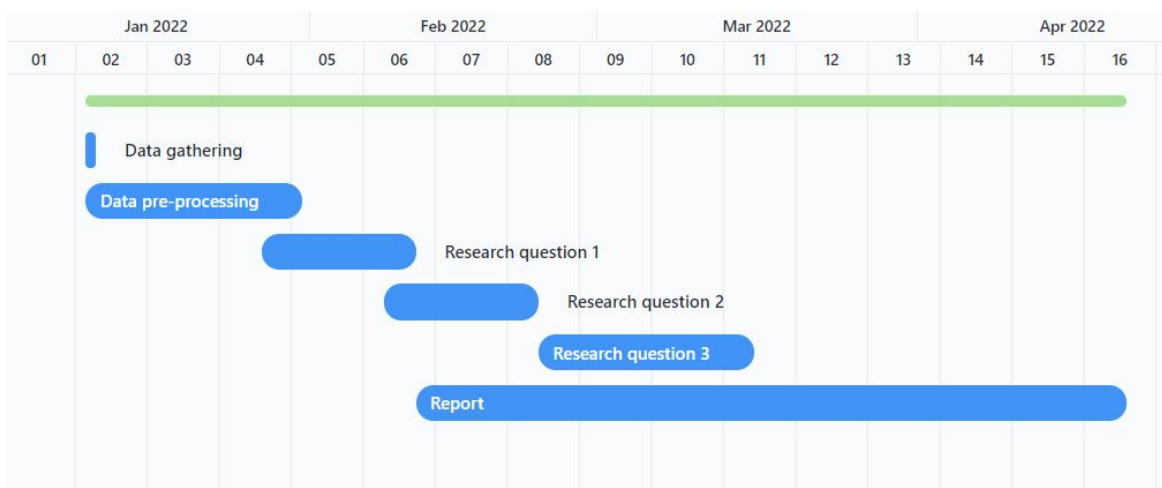 Jan 2022 Feb 2022 Mar 2022 Apr 2022
01 02 03 04 05 06 07 08 09 10 11 12 13 14 15 16
Data gathering
Data pre-processing
Research question 1
Research question 2
Research question 3
Report